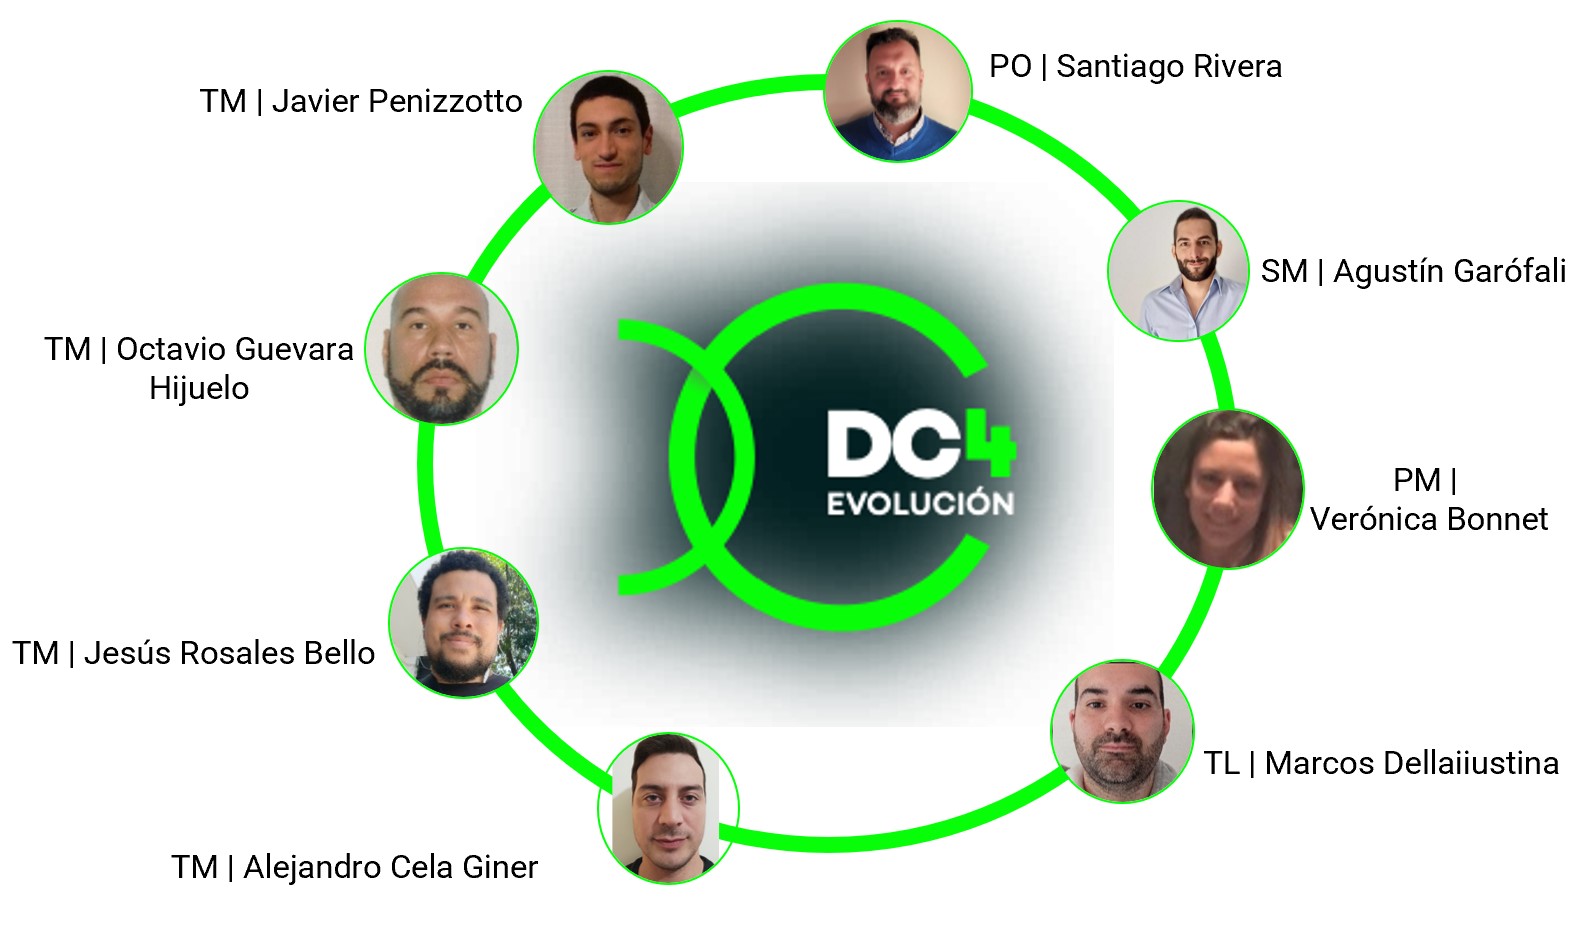 PO | Santiago Rivera
TM | Javier Penizzotto
SM | Agustín Garófali
TM | Octavio Guevara
Hijuelo
DC4
EVOLUCIÓN
PM |
Verónica Bonnet
TM | Jesús Rosales Bello
TL | Marcos Dellaiiustina
TM | Alejandro Cela Giner